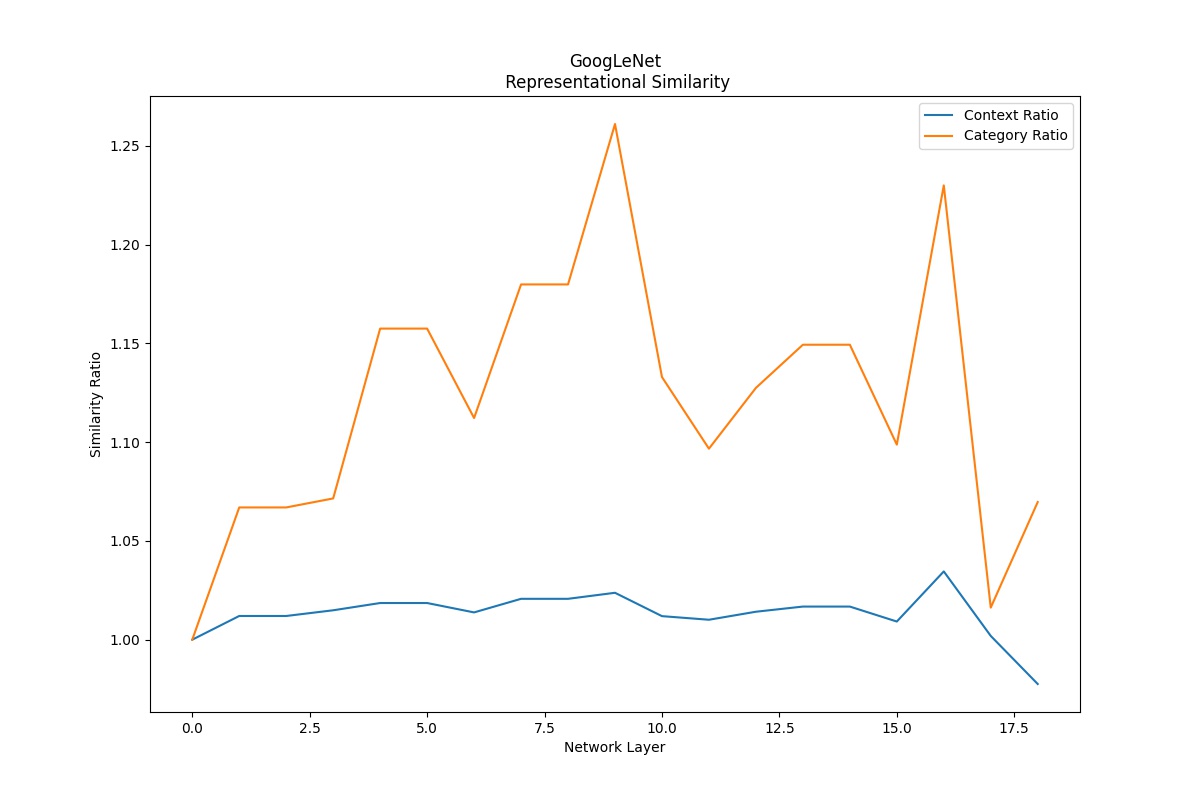 GoogLeNet
Representational Similarity
Context Ratio
Category Ratio
Similarity Ratio
1.25
1.20
1.15
1.10
1.05
1.00
0.0 2.5 5.0 7.5 10.0 12.5 15.0 17.5
Network Layer